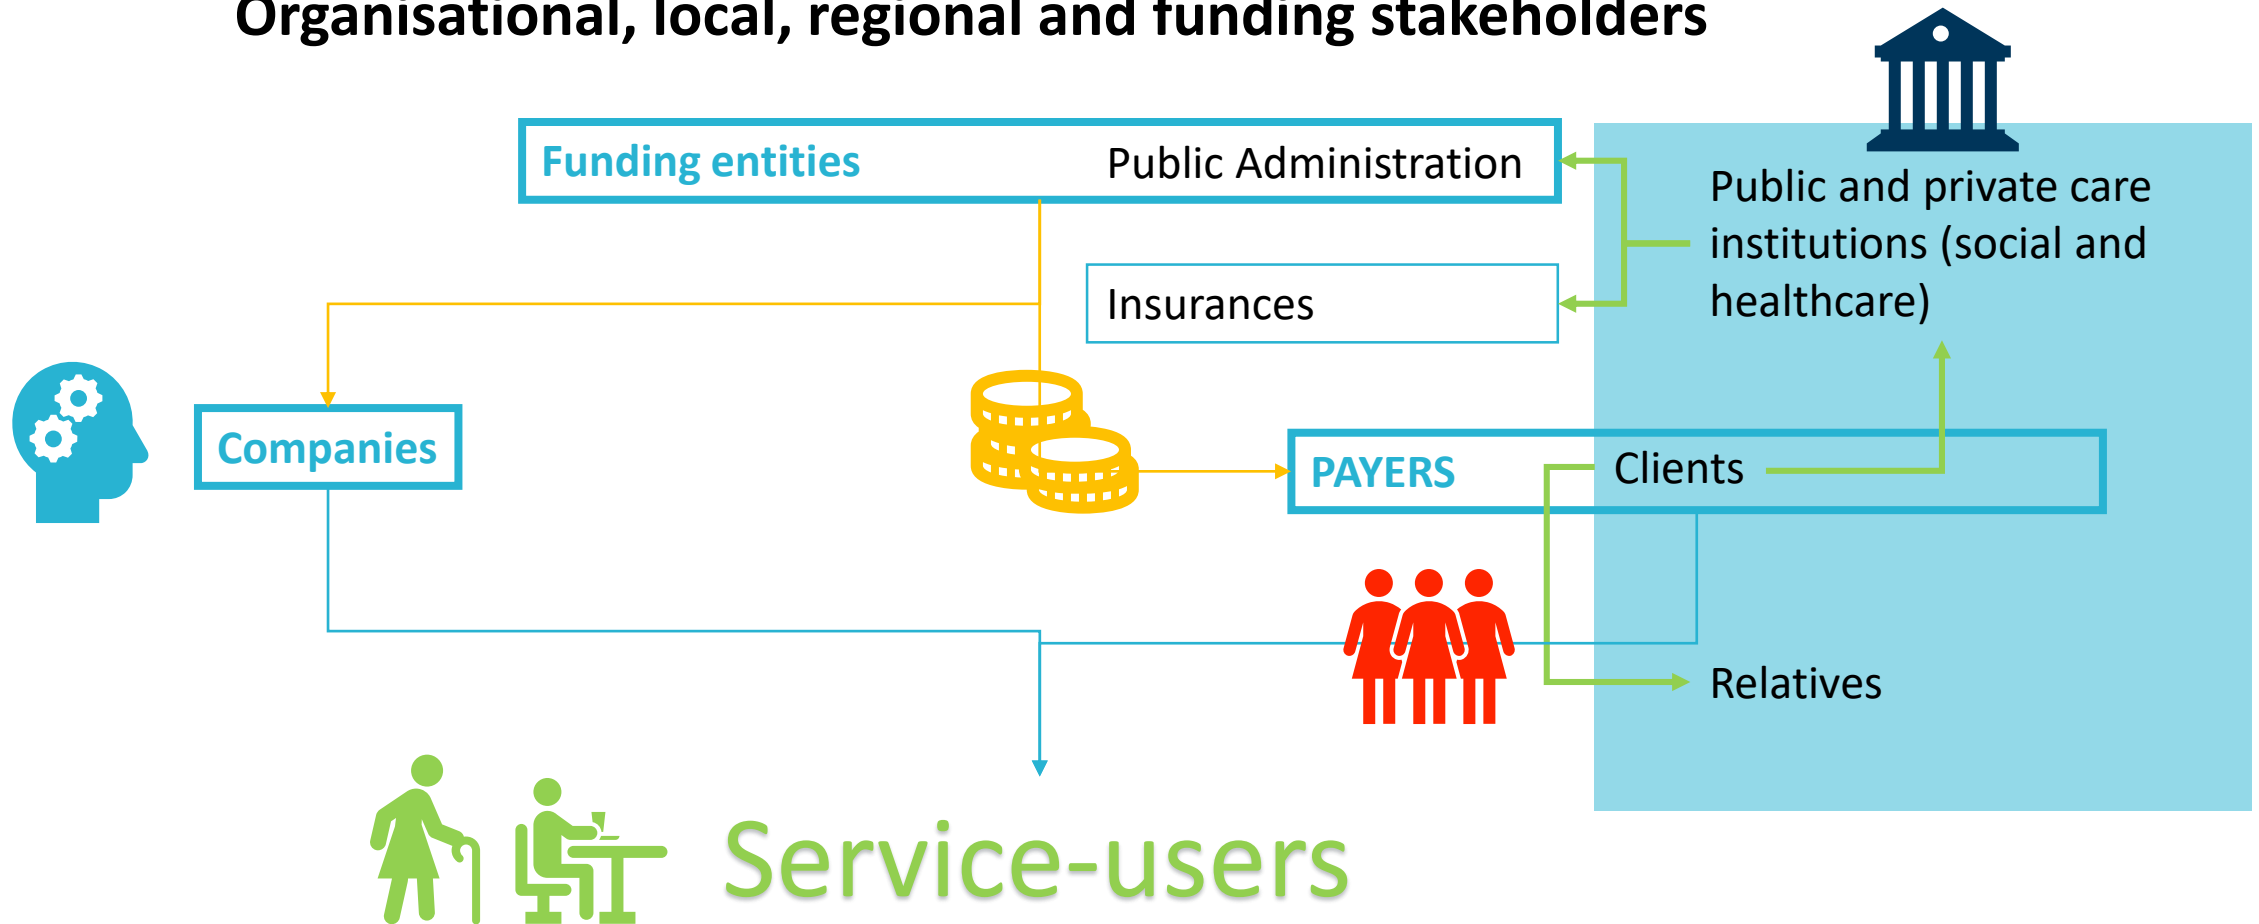 Organisational, local, regional and funding stakeholders
Funding entities
Public Administration
Public and private care
institutions (social and
healthcare)
Insurances
Companies
PAYERS
Clients
Relatives
Service-users